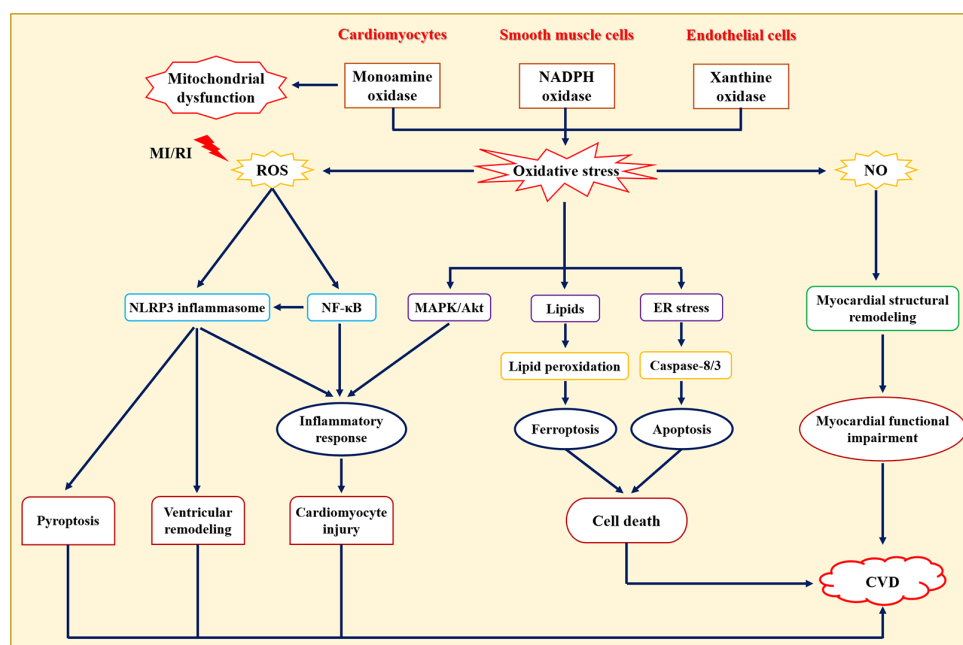 Cardiomyocytes
Smooth muscle cells
Endothelial cells
Mitochondrial
dysfunction
Monoamine
oxidase
NADPH
oxidase
Xanthine
oxidase
MI/RI
ROS
Oxidative stress
NO
NLRP3 inflammasome
NF-κB
MAPK/Akt
Lipids
ER stress
Myocardial structural
remodeling
Lipid peroxidation
Caspase-8/3
Inflammatory
response
Ferroptosis
Apoptosis
Myocardial functional
impairment
Pyroptosis
Ventricular
remodeling
Cardiomyocyte
injury
Cell death
CVD